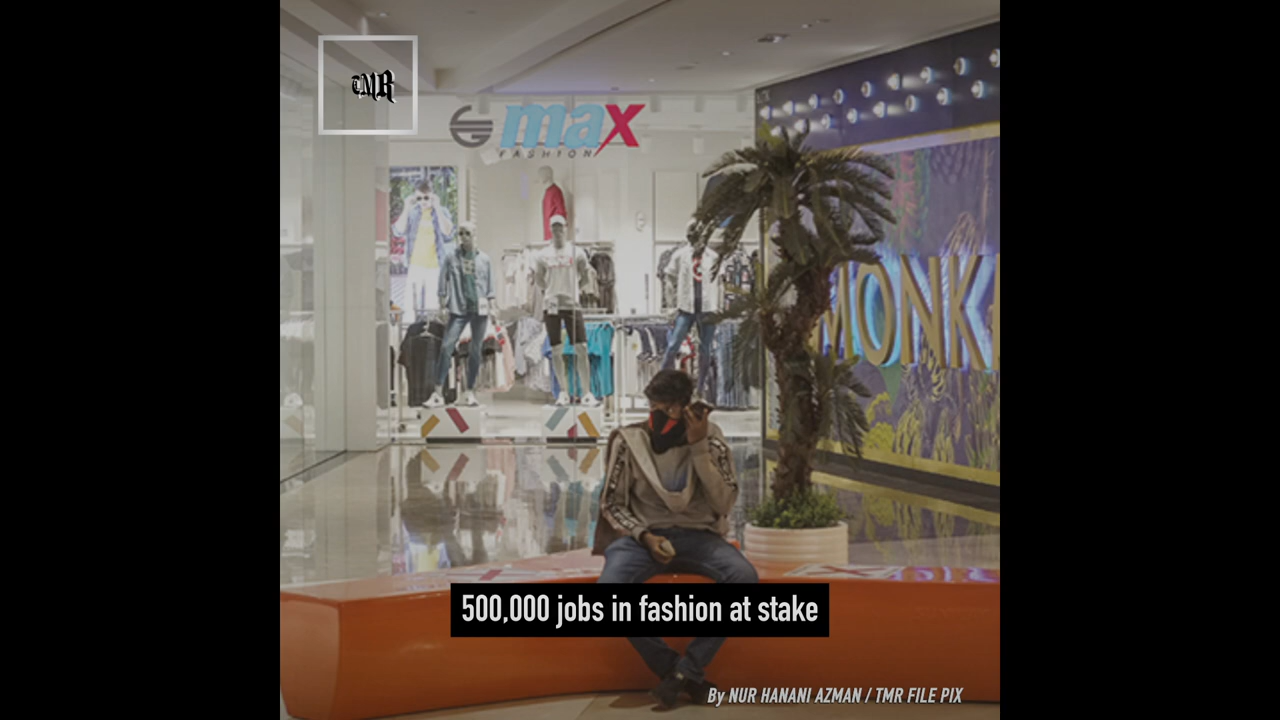 TMR
max
FASHION
MONK
500,000 jobs in fashion at stake
By NUR HANANI AZMAN / TMR FILE PIX